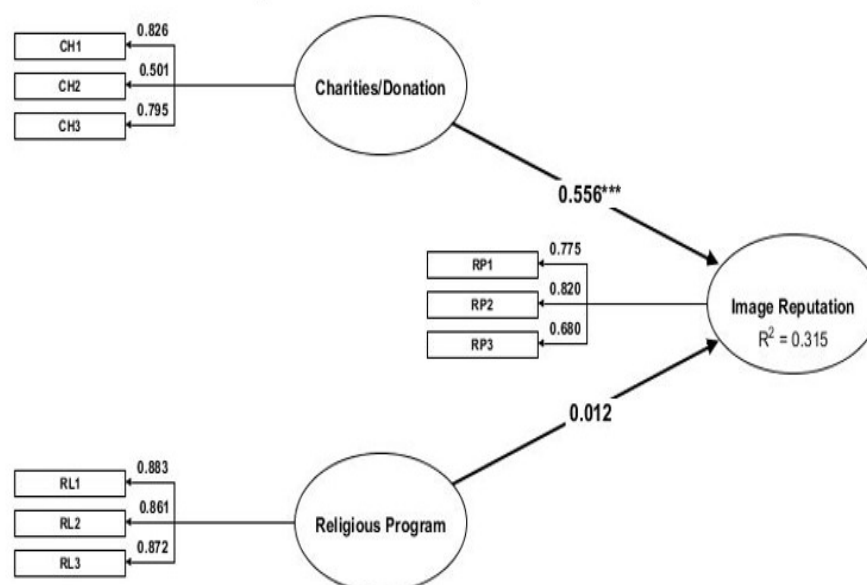 0.826
CH1
0.501
CH2
0.795
CH3
Charities/Donation
0.556***
0.775
RP1
0.820
RP2
0.680
RP3
Image Reputation
R² = 0.315
0.012
0.883
RL1
0.861
RL2
0.872
RL3
Religious Program